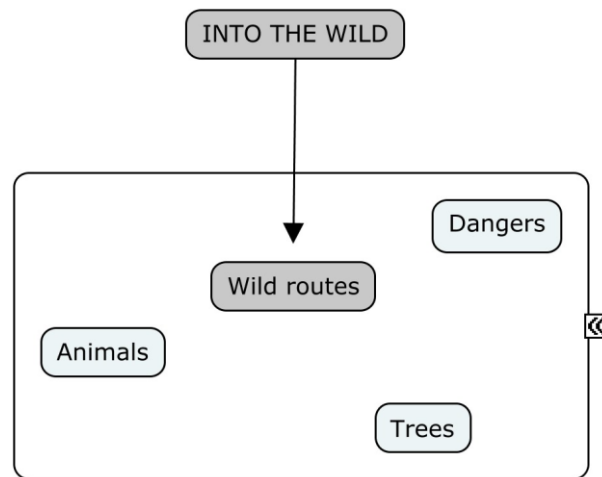 INTO THE WILD
Dangers
Wild routes
Animals
Trees